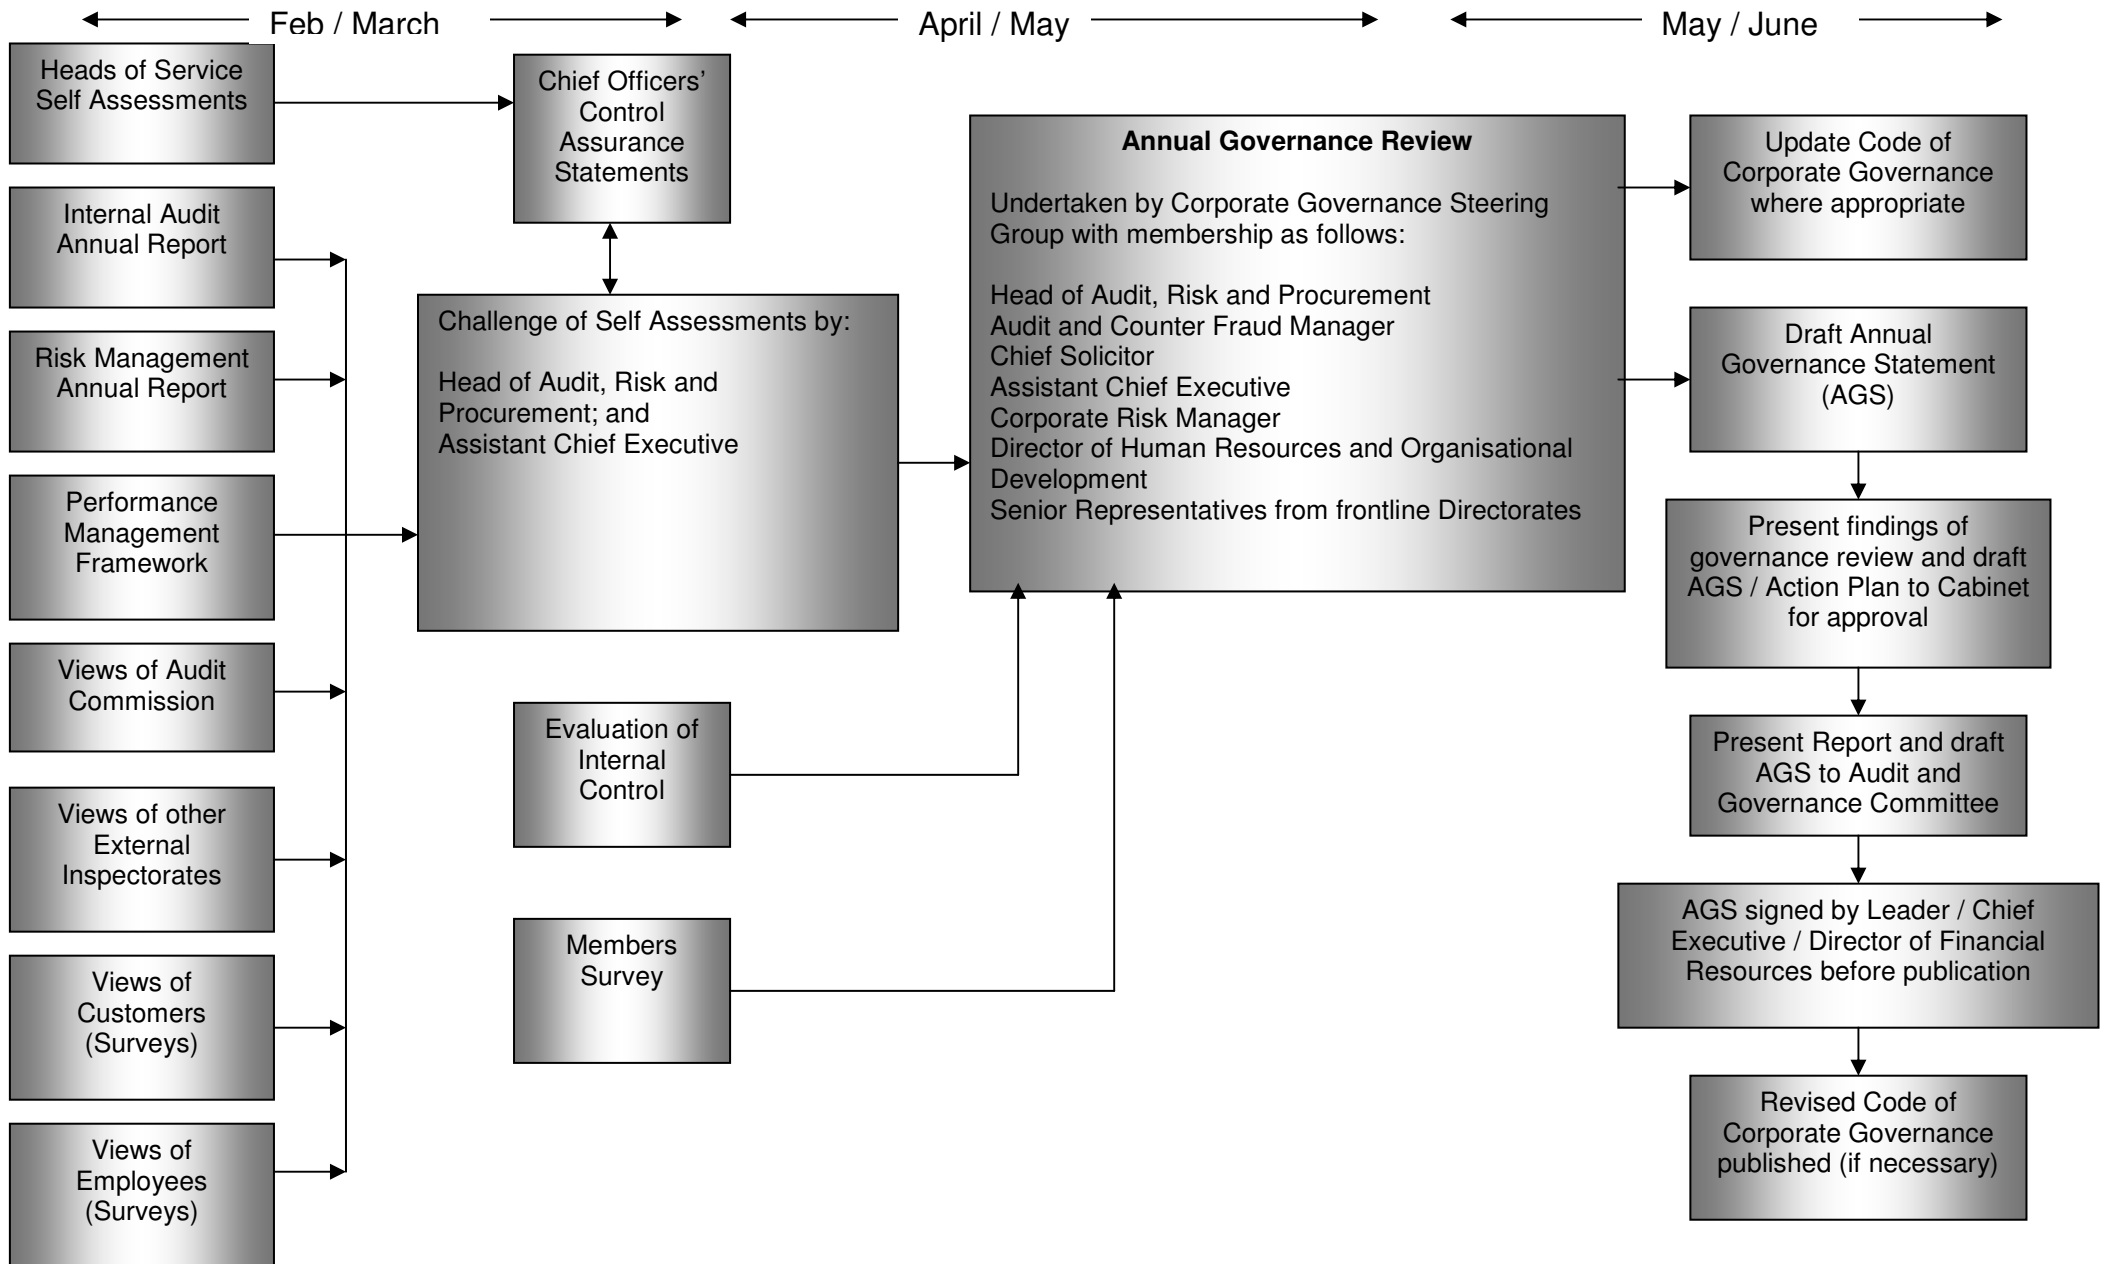 Feb / March
April / May
May / June
Heads of Service
Self Assessments
Internal Audit
Annual Report
Risk Management
Annual Report
Performance
Management
Framework
Views of Audit
Commission
Views of other
External
Inspectorates
Views of
Customers
(Surveys)
Views of
Employees
(Surveys)
Chief Officers’
Control
Assurance
Statements
Challenge of Self Assessments by:
Head of Audit, Risk and
Procurement; and
Assistant Chief Executive
Evaluation of
Internal
Control
Members
Survey
Annual Governance Review
Undertaken by Corporate Governance Steering
Group with membership as follows:
Head of Audit, Risk and Procurement
Audit and Counter Fraud Manager
Chief Solicitor
Assistant Chief Executive
Corporate Risk Manager
Director of Human Resources and Organisational
Development
Senior Representatives from frontline Directorates
Update Code of
Corporate Governance
where appropriate
Draft Annual
Governance Statement
(AGS)
Present findings of
governance review and draft
AGS / Action Plan to Cabinet
for approval
Present Report and draft
AGS to Audit and
Governance Committee
AGS signed by Leader / Chief
Executive / Director of Financial
Resources before publication
Revised Code of
Corporate Governance
published (if necessary)